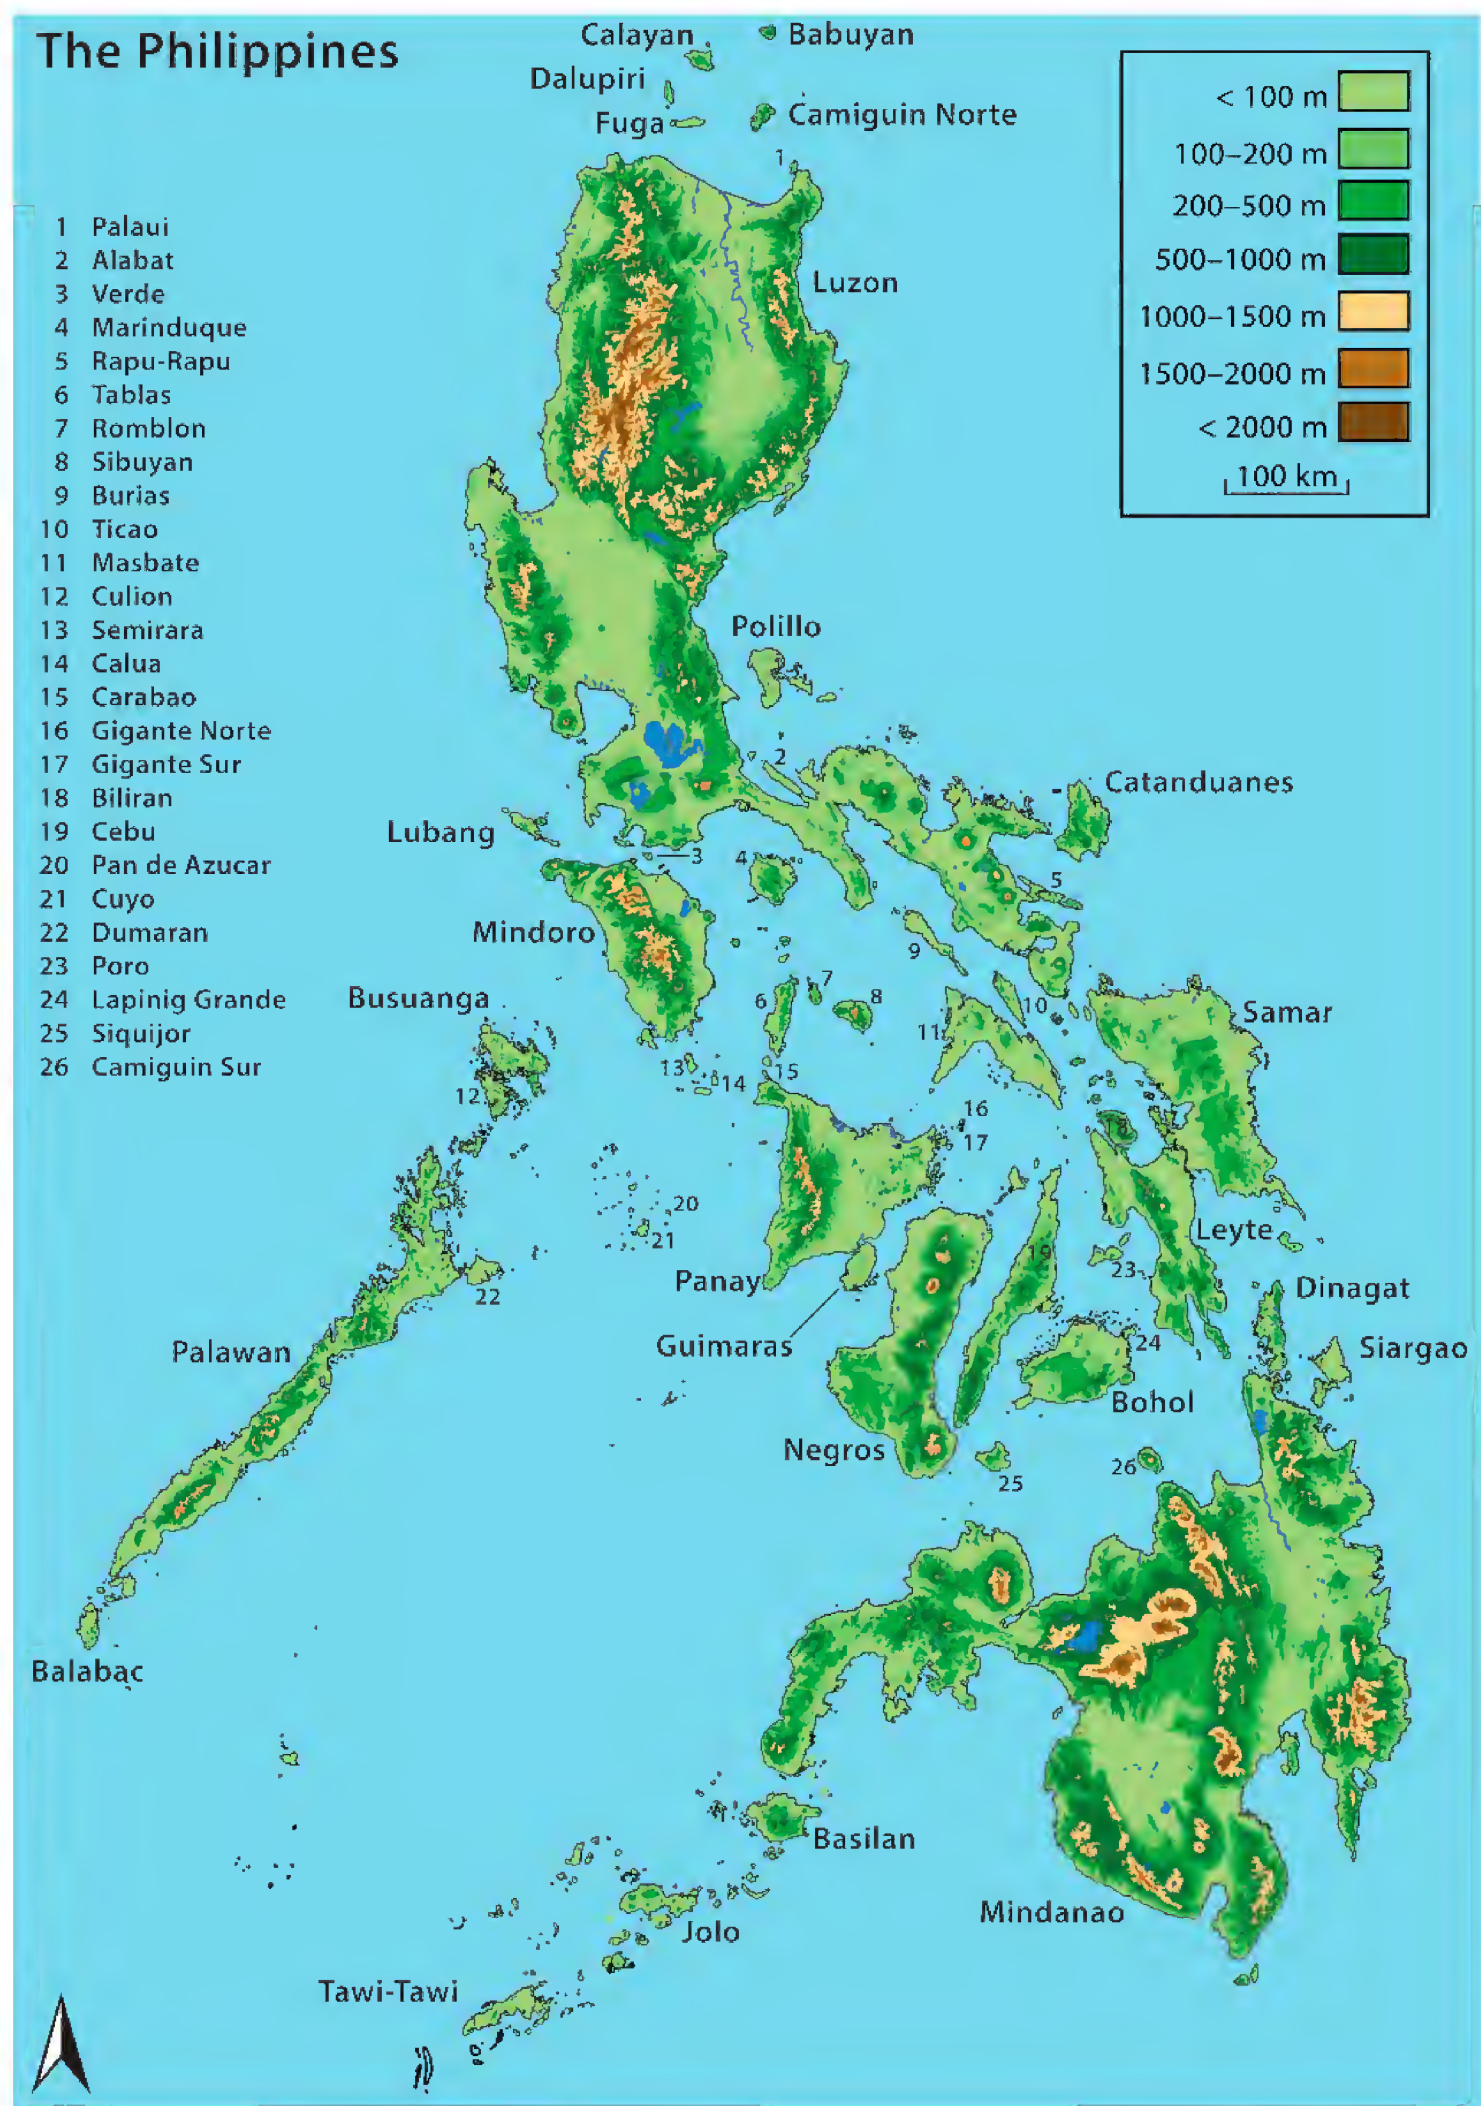 The Philippines
Calayan
Babuyan
Dalupiri
Fuga
Camiguin Norte
< 100 m
100–200 m
200–500 m
500–1000 m
1000–1500 m
1500–2000 m
< 2000 m
100 km
1 Palaui
2 Alabat
3 Verde
4 Marinduque
5 Rapu-Rapu
6 Tablas
7 Romblon
8 Sibuyan
9 Burias
10 Ticao
11 Masbate
12 Culion
13 Semirara
14 Calua
15 Carabao
16 Gigante Norte
17 Gigante Sur
18 Biliran
19 Cebu
20 Pan de Azucar
21 Cuyo
22 Dumaran
23 Poro
24 Lapinig Grande
25 Siquijor
26 Camiguin Sur
1
Luzon
Polillo
2
Catanduanes
Lubang
3
4
5
Mindoro
9
Busuanga
6
7
8
10
11
Samar
12
13
14
15
16
17
18
20
21
Leyte
19
23
22
Panay
Dinagat
Guimaras
24
Siargao
Palawan
Bohol
Negros
25
26
Balabac
Basilan
Mindanao
Jolo
Tawi-Tawi